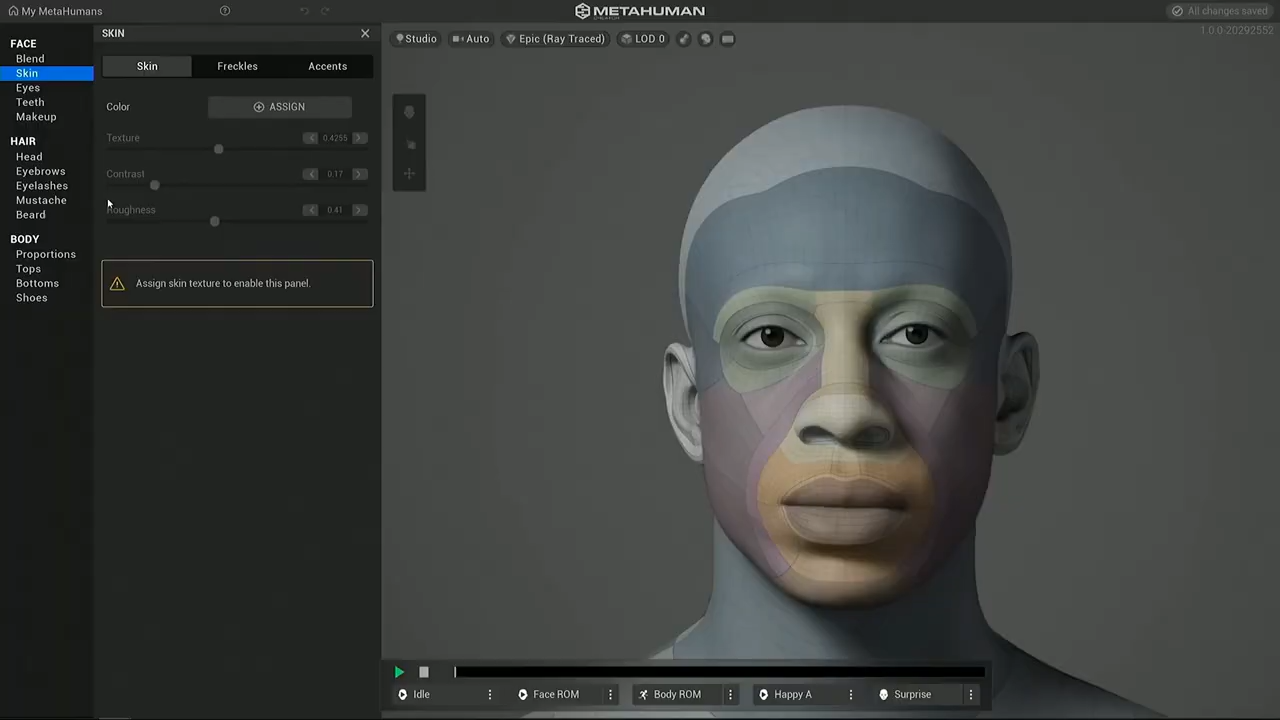 My MetaHumans
METAHUMAN
CREATOR
All changes saved
1.0.0-20292552
FACE
Blend
Skin
Eyes
Teeth
Makeup
HAIR
Head
Eyebrows
Eyelashes
Mustache
Beard
BODY
Proportions
Tops
Bottoms
Shoes
SKIN
Skin Freckles Accents
Color ASSIGN
Texture 0.4255
Contrast 0.17
Roughness 0.41
Assign skin texture to enable this panel.
Studio Auto Epic (Ray Traced) LOD 0
Idle Face ROM Body ROM Happy A Surprise